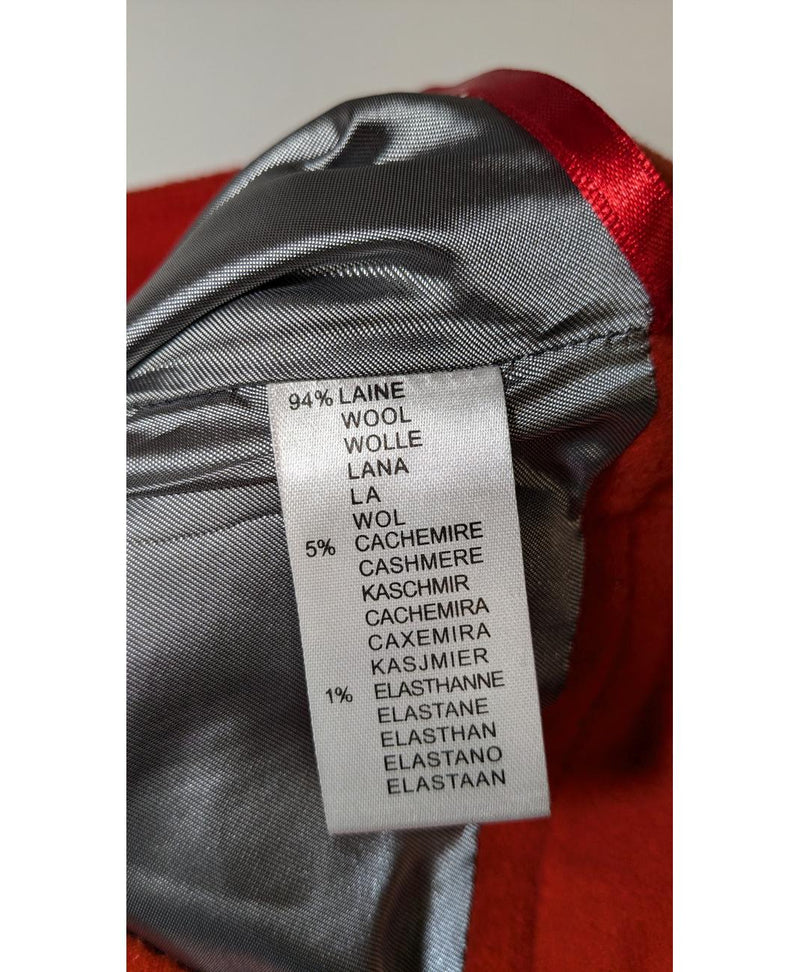 94% LAINE
WOOL
WOLLE
LANA
LA
WOL
5% CACHEMIRE
CASHMERE
KASCHMIR
CACHEMIRA
CAXEMIRA
KASJMIER
1% ELASTHANNE
ELASTANE
ELASTHAN
ELASTANO
ELASTAAN